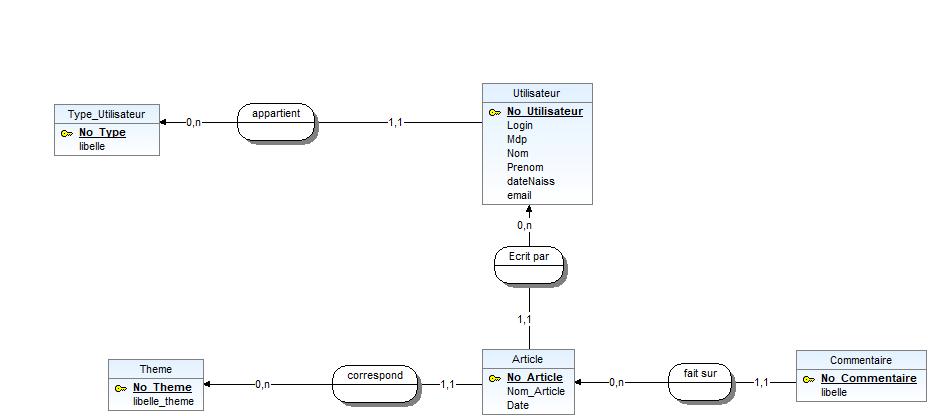 Utilisateur
No_Utilisateur
Login
Mdp
Nom
Prenom
dateNaiss
email
Type_Utilisateur
No_Type
libelle
0,n
appartient
1,1
0,n
Ecrit par
1,1
Theme
No_Theme
libelle_theme
0,n
correspond
1,1
Article
No_Article
Nom_Article
Date
0,n
fait sur
1,1
Commentaire
No_Commentaire
libelle